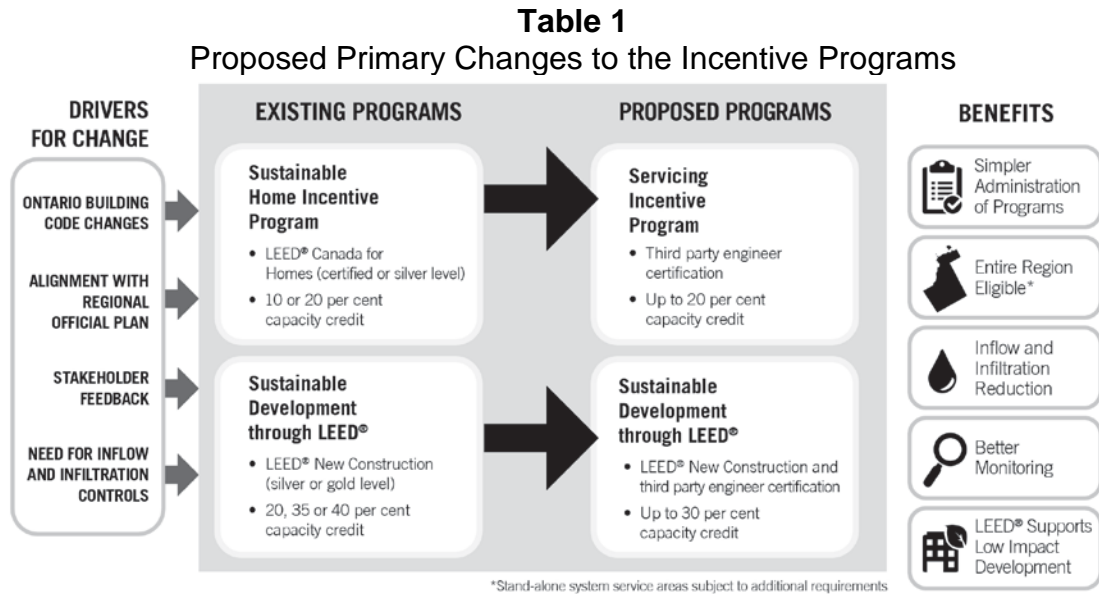 Table 1
Proposed Primary Changes to the Incentive Programs
DRIVERS
FOR CHANGE
ONTARIO BUILDING
CODE CHANGES
ALIGNMENT WITH
REGIONAL
OFFICIAL PLAN
STAKEHOLDER
FEEDBACK
NEED FOR INFLOW
AND INFILTRATION
CONTROLS
EXISTING PROGRAMS
Sustainable
Home Incentive
Program
• LEED® Canada for
Homes (certified or silver level)
• 10 or 20 per cent
capacity credit
Sustainable
Development
through LEED®
• LEED® New Construction
(silver or gold level)
• 20, 35 or 40 per cent
capacity credit
PROPOSED PROGRAMS
Servicing
Incentive
Program
• Third party engineer
certification
• Up to 20 per cent
capacity credit
Sustainable
Development
through LEED®
• LEED® New Construction and
third party engineer certification
• Up to 30 per cent
capacity credit
BENEFITS
Simpler
Administration
of Programs
Entire Region
Eligible*
Inflow and
Infiltration
Reduction
Better
Monitoring
LEED® Supports
Low Impact
Development
*Stand-alone system service areas subject to additional requirements